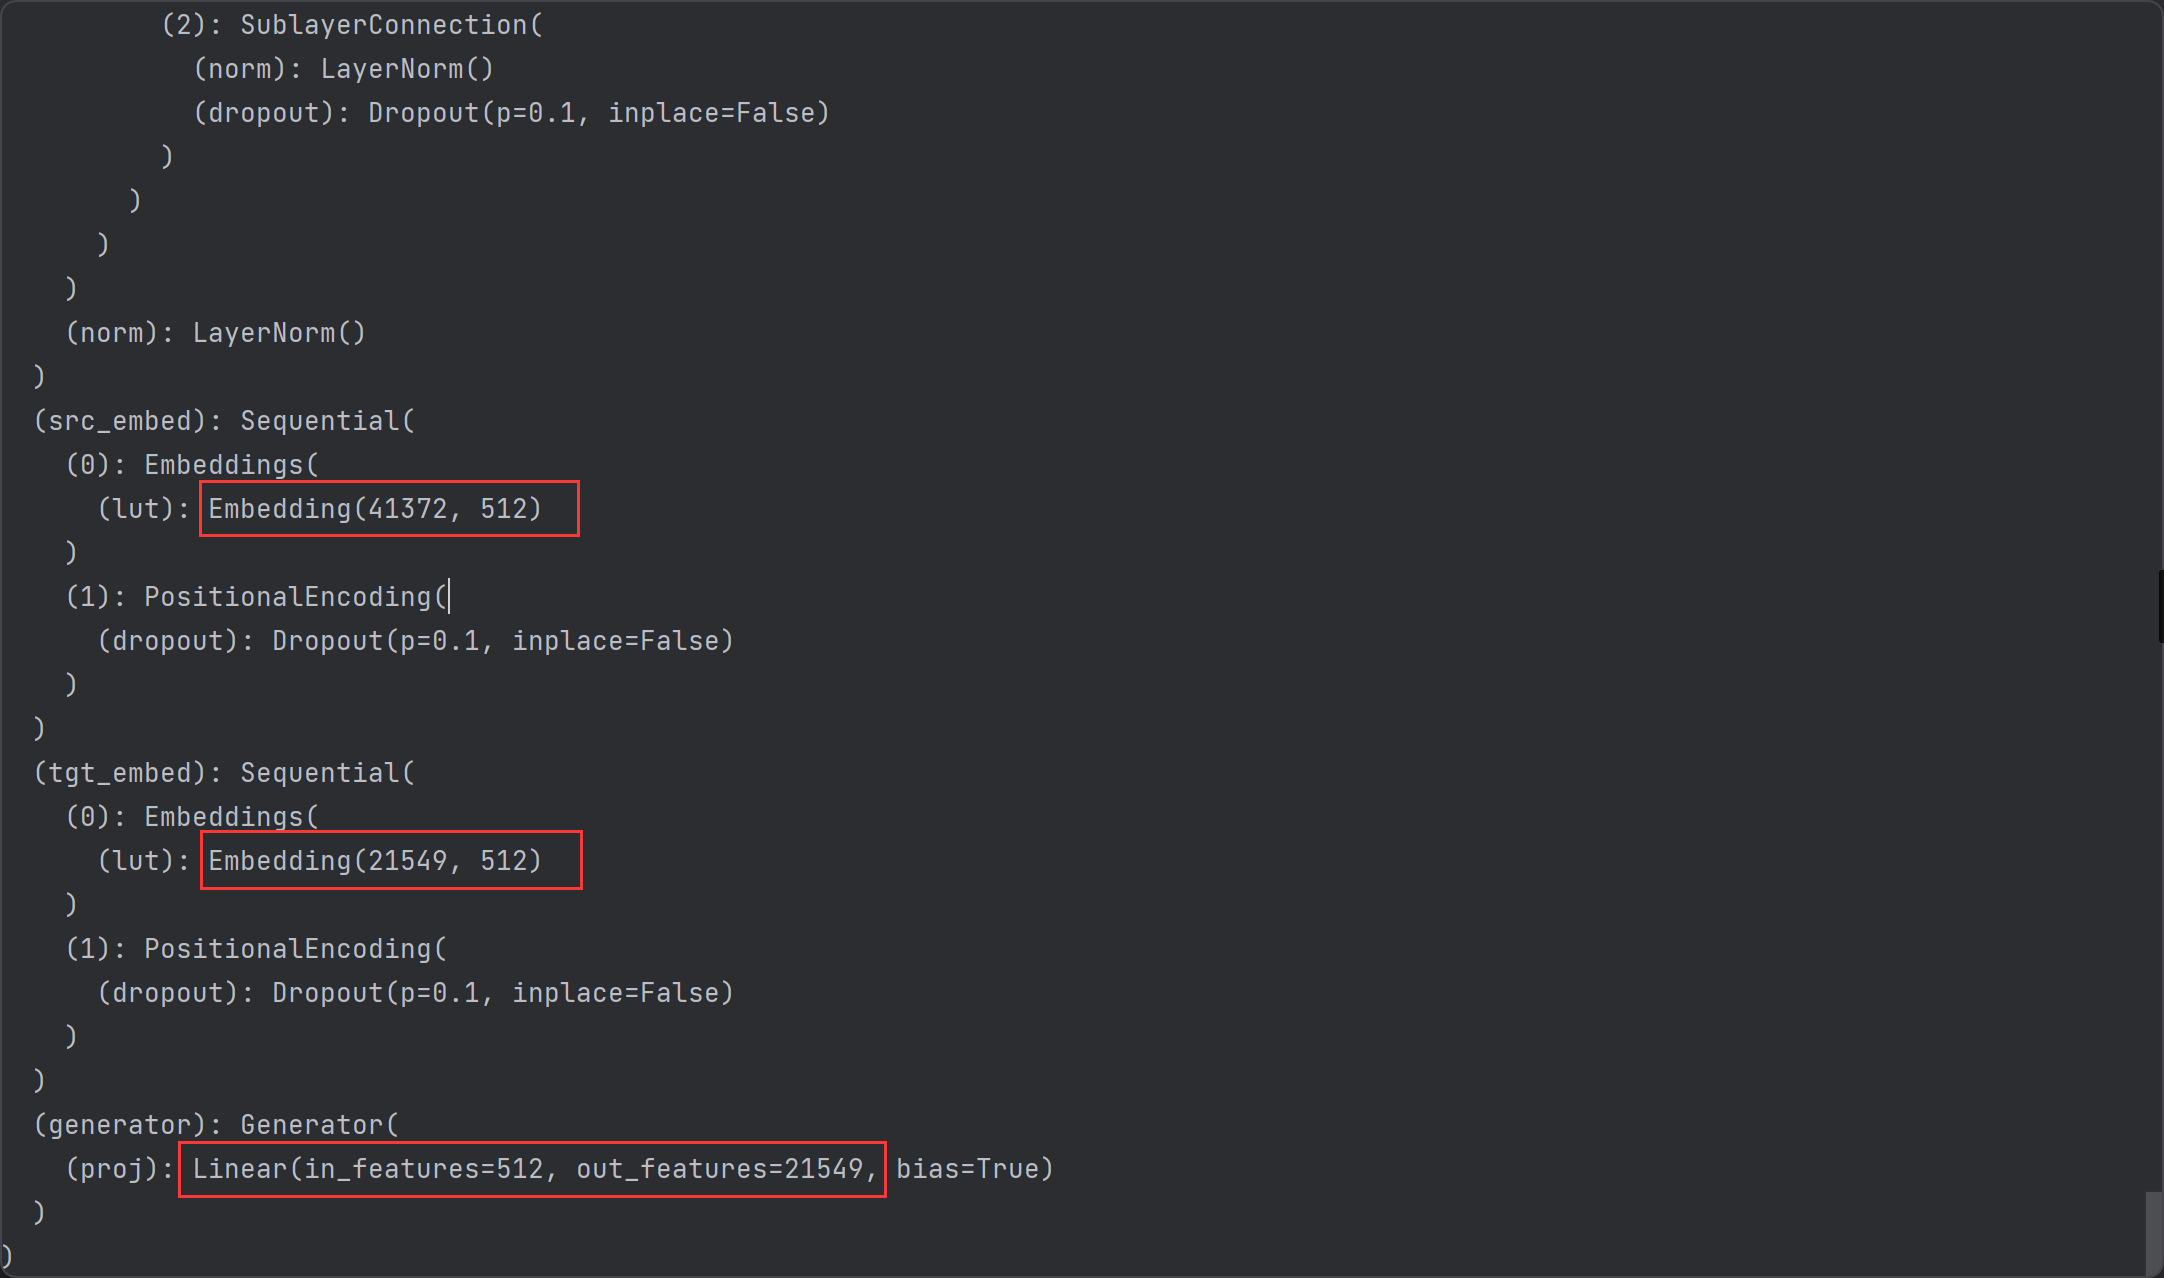 (2): SublayerConnection(
(norm): LayerNorm()
(dropout): Dropout(p=0.1, inplace=False)
)
)
)
)
(norm): LayerNorm()
)
(src_embed): Sequential(
(0): Embeddings(
(lut): Embedding(41372, 512)
)
(1): PositionalEncoding(
(dropout): Dropout(p=0.1, inplace=False)
)
)
(tgt_embed): Sequential(
(0): Embeddings(
(lut): Embedding(21549, 512)
)
(1): PositionalEncoding(
(dropout): Dropout(p=0.1, inplace=False)
)
)
(generator): Generator(
(proj): Linear(in_features=512, out_features=21549, bias=True)
)
)